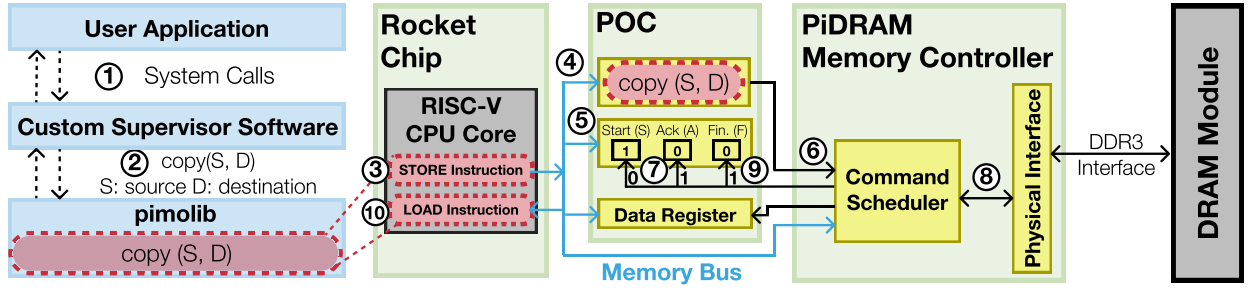 User Application
1
System Calls
Custom Supervisor Software
2
copy(S, D)
S: source D: destination
pimolib
copy (S, D)
Rocket
Chip
RISC-V
CPU Core
3
STORE Instruction
10
LOAD Instruction
POC
4
copy (S, D)
5
Start (S) Ack (A) Fin. (F)
1 0 0
0 7 1 1 9
Data Register
Memory Bus
PiDRAM
Memory Controller
6
Command
Scheduler
8
Physical Interface
DDR3
Interface
DRAM Module